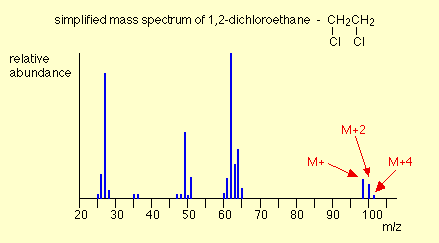 simplified mass spectrum of 1,2-dichloroethane - CH2CH2
Cl Cl
relative
abundance
M+2
M+
M+4
20 30 40 50 60 70 80 90 100
m/z